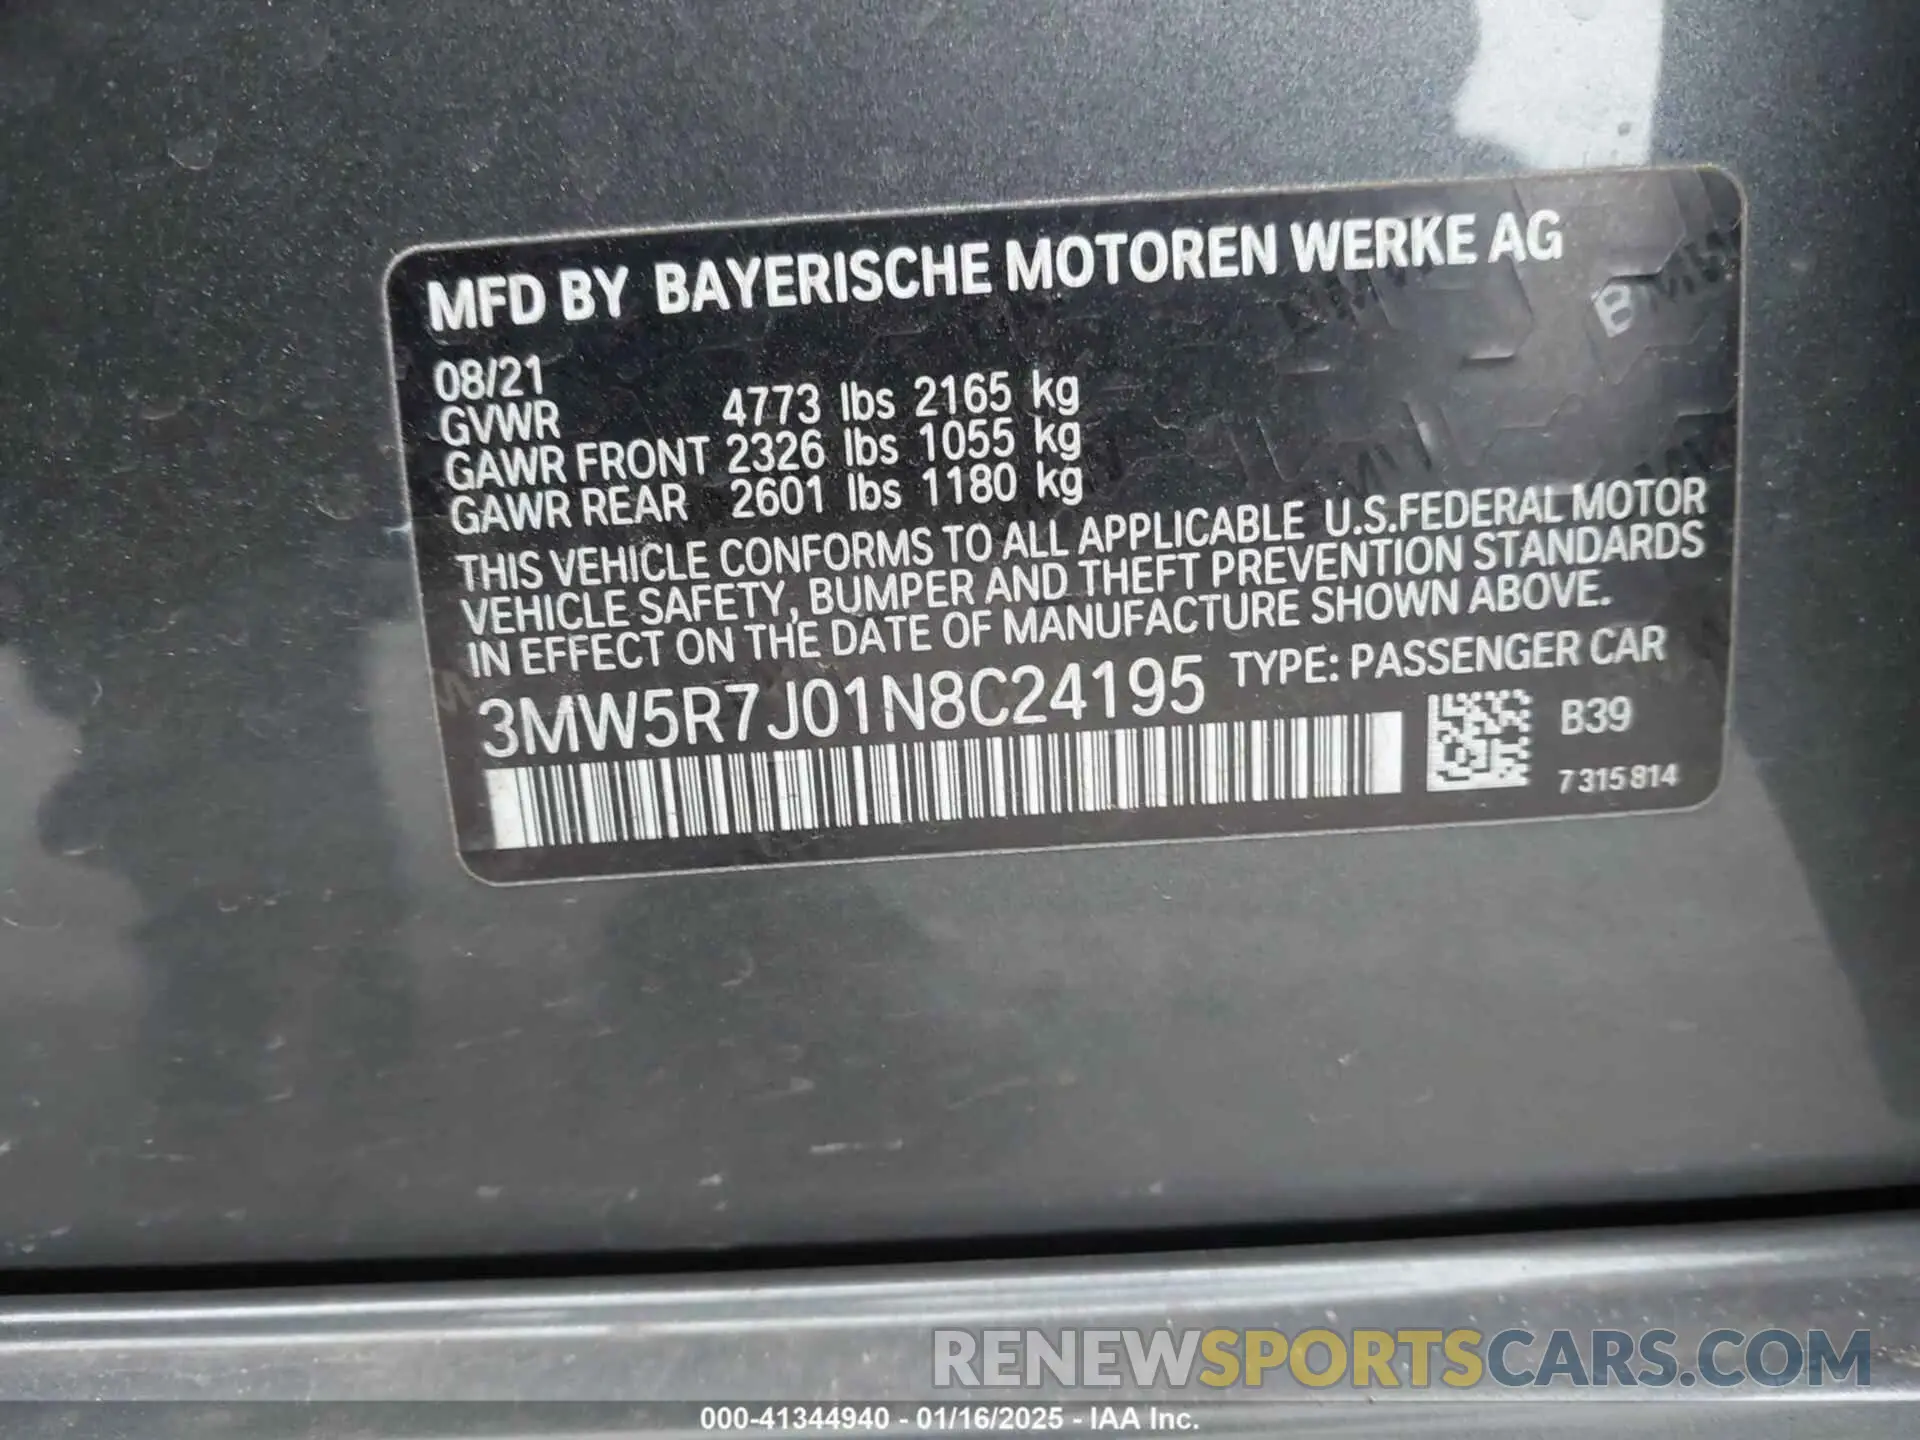 MFD BY BAYERISCHE MOTOREN WERKE AG
08/21
GVWR 4773 lbs 2165 kg
GAWR FRONT 2326 lbs 1055 kg
GAWR REAR 2601 lbs 1180 kg
THIS VEHICLE CONFORMS TO ALL APPLICABLE U.S.FEDERAL MOTOR
VEHICLE SAFETY, BUMPER AND THEFT PREVENTION STANDARDS
IN EFFECT ON THE DATE OF MANUFACTURE SHOWN ABOVE.
3MW5R7J01N8C24195 TYPE: PASSENGER CAR
B39
7 315 814
RENEWSPORTSCARS.COM
000-41344940 - 01/16/2025 - IAA Inc.